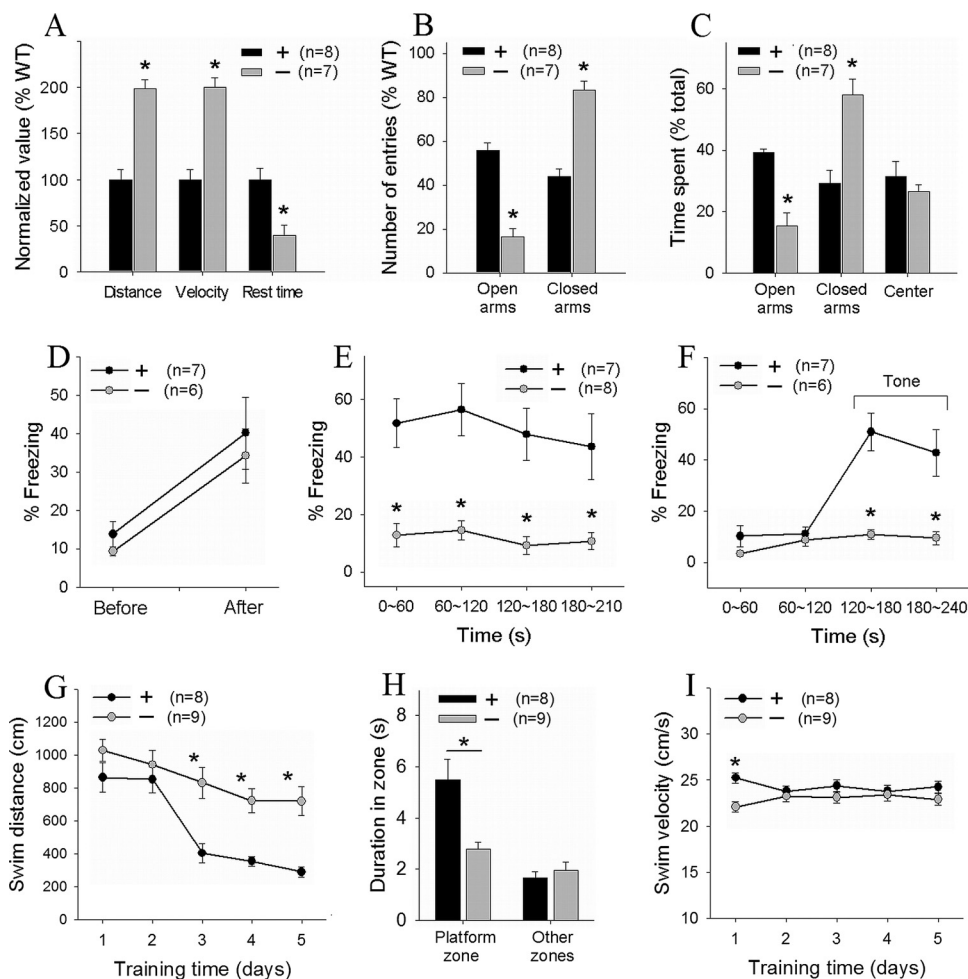 A
+ (n=8)
− (n=7)
Normalized value (% WT)
250
200
150
100
50
0
* * *
Distance Velocity Rest time
B
+ (n=8)
− (n=7)
Number of entries (% WT)
100
80
60
40
20
0
* *
Open arms Closed arms
C
+ (n=8)
− (n=7)
Time spent (% total)
80
60
40
20
0
* *
Open arms Closed arms Center
D
+ (n=7)
− (n=6)
% Freezing
50
40
30
20
10
0
Before After
E
+ (n=7)
− (n=8)
% Freezing
60
40
20
0
* * * *
0~60 60~120 120~180 180~210
Time (s)
F
+ (n=7)
− (n=6)
Tone
% Freezing
60
40
20
0
* *
0~60 60~120 120~180 180~240
Time (s)
G
+ (n=8)
− (n=9)
Swim distance (cm)
1200
1000
800
600
400
200
0
* * *
1 2 3 4 5
Training time (days)
H
+ (n=8)
− (n=9)
Duration in zone (s)
8
6
4
2
0
*
Platform zone Other zones
I
+ (n=8)
− (n=9)
Swim velocity (cm/s)
35
30
25
20
15
10
*
1 2 3 4 5
Training time (days)